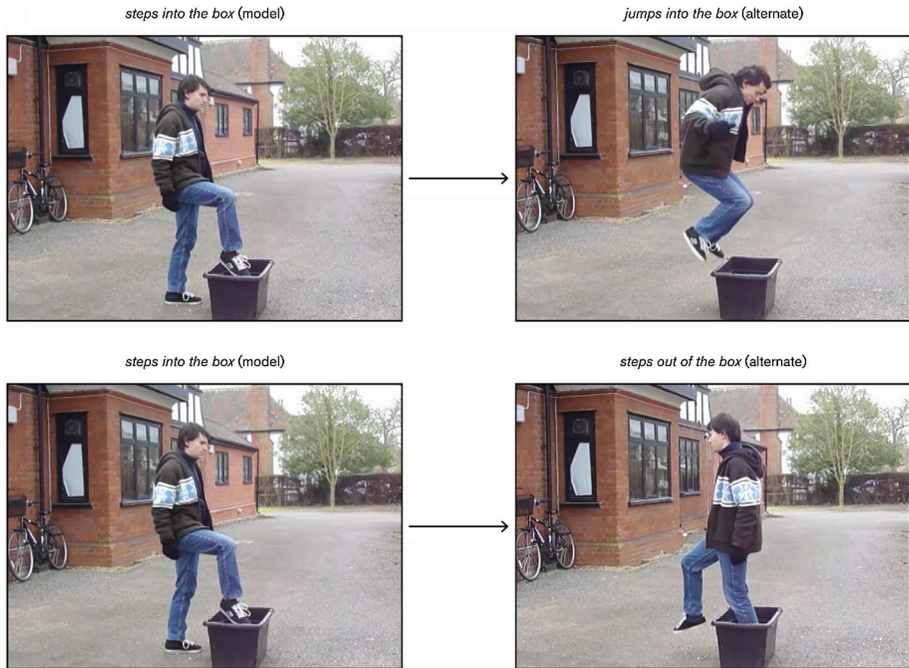 steps into the box (model)
jumps into the box (alternate)
steps into the box (model)
steps out of the box (alternate)